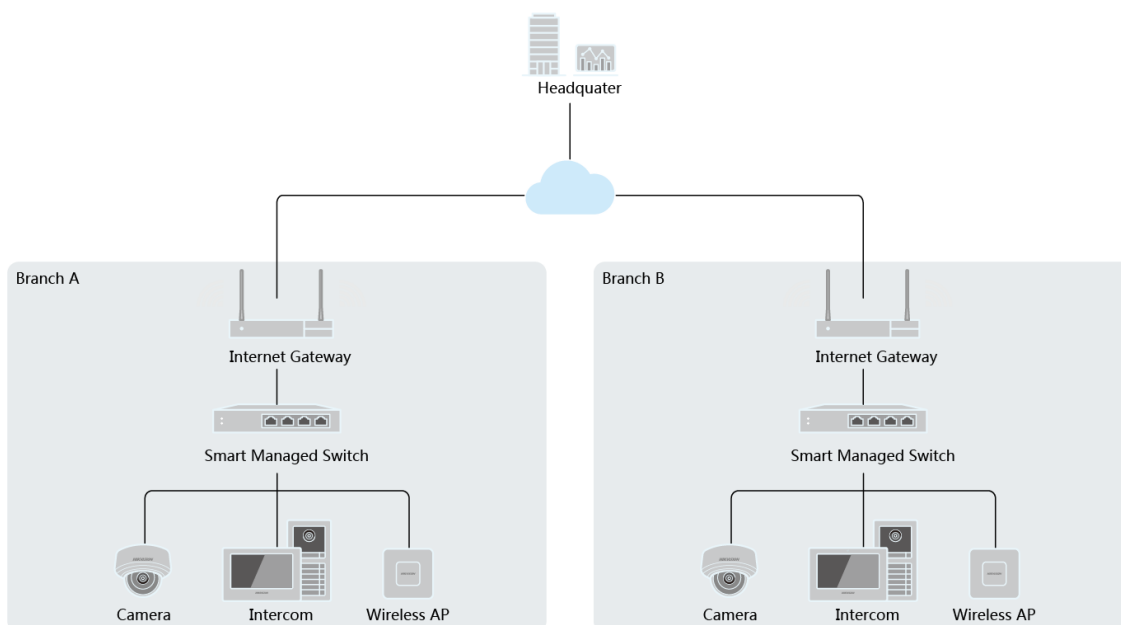 Headquater
Branch A
Branch B
Internet Gateway
Internet Gateway
Smart Managed Switch
Smart Managed Switch
Camera
Intercom
Wireless AP
Camera
Intercom
Wireless AP